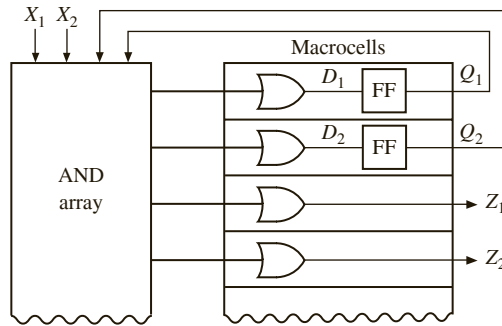 X1 X2
Macrocells
D1 FF Q1
D2 FF Q2
AND
array
Z1
Z2